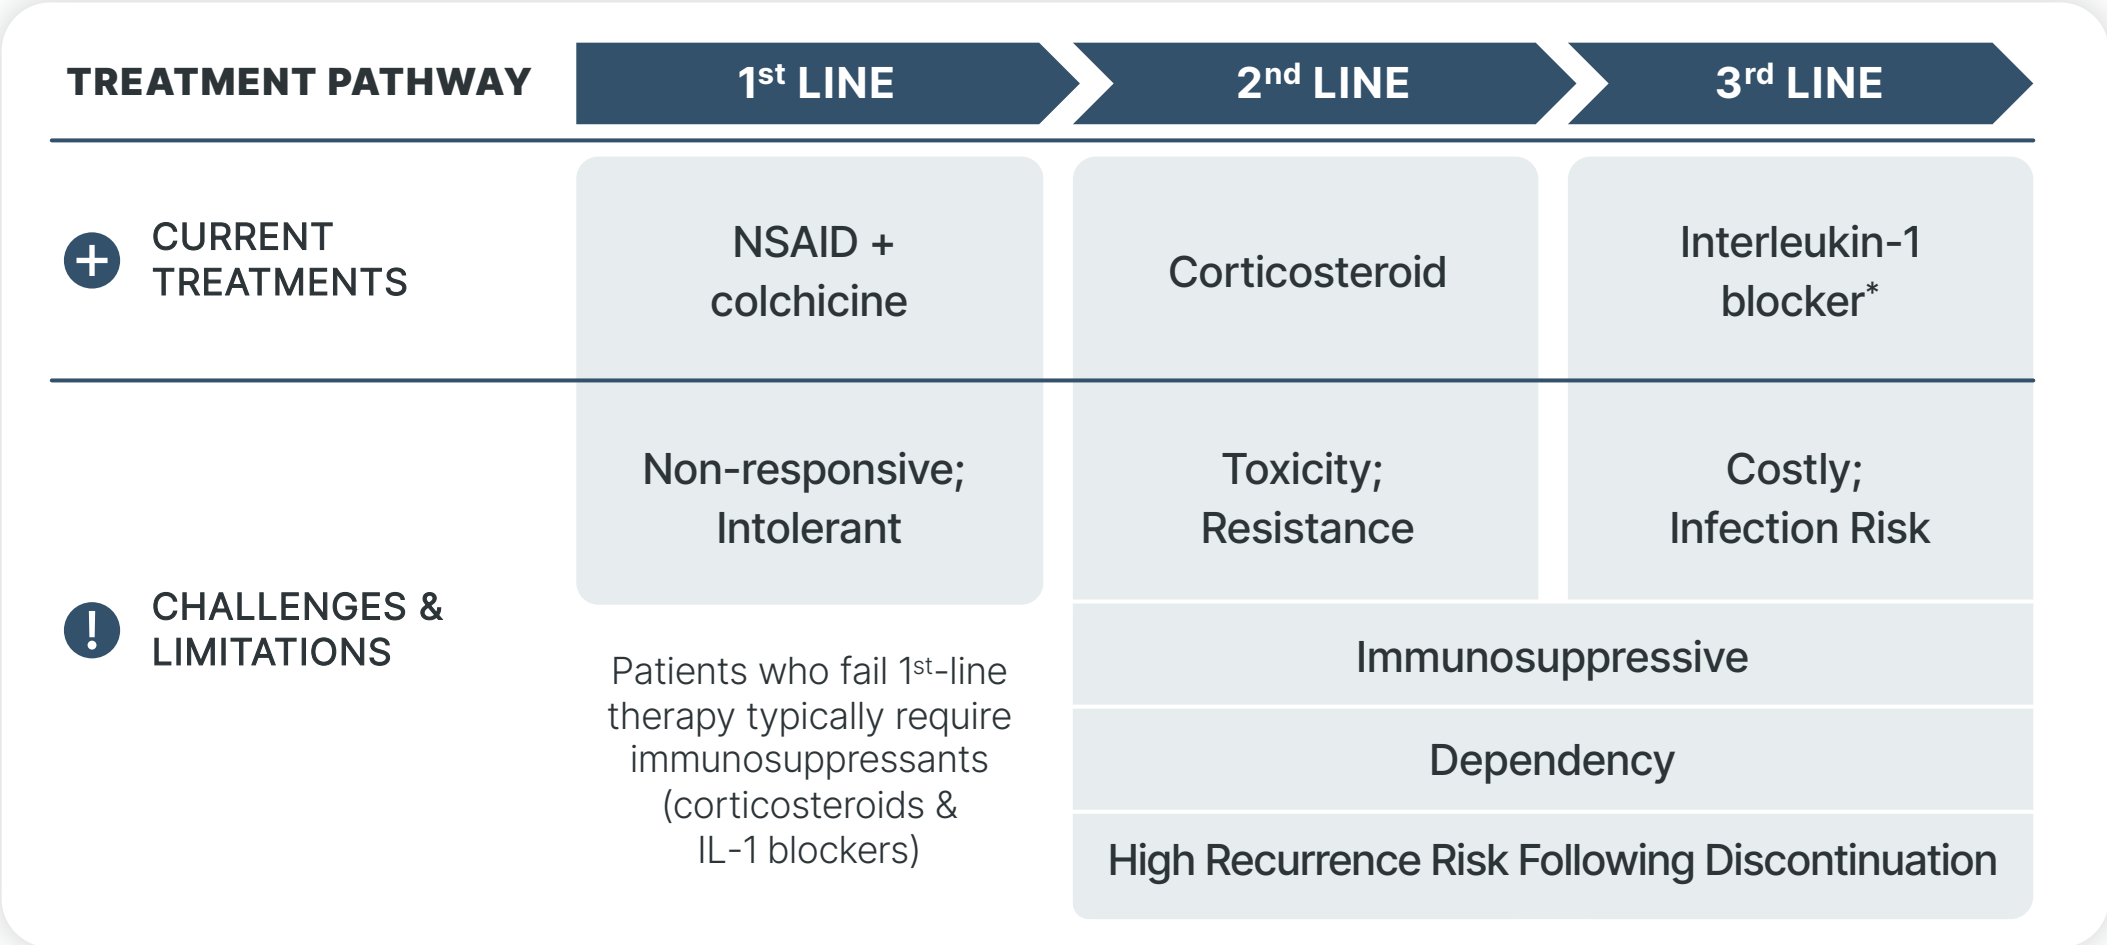 TREATMENT PATHWAY
1st LINE
2nd LINE
3rd LINE
CURRENT
TREATMENTS
NSAID +
colchicine
Corticosteroid
Interleukin-1
blocker*
CHALLENGES &
LIMITATIONS
Non-responsive;
Intolerant
Toxicity;
Resistance
Costly;
Infection Risk
Patients who fail 1st-line
therapy typically require
immunosuppressants
(corticosteroids &
IL-1 blockers)
Immunosuppressive
Dependency
High Recurrence Risk Following Discontinuation